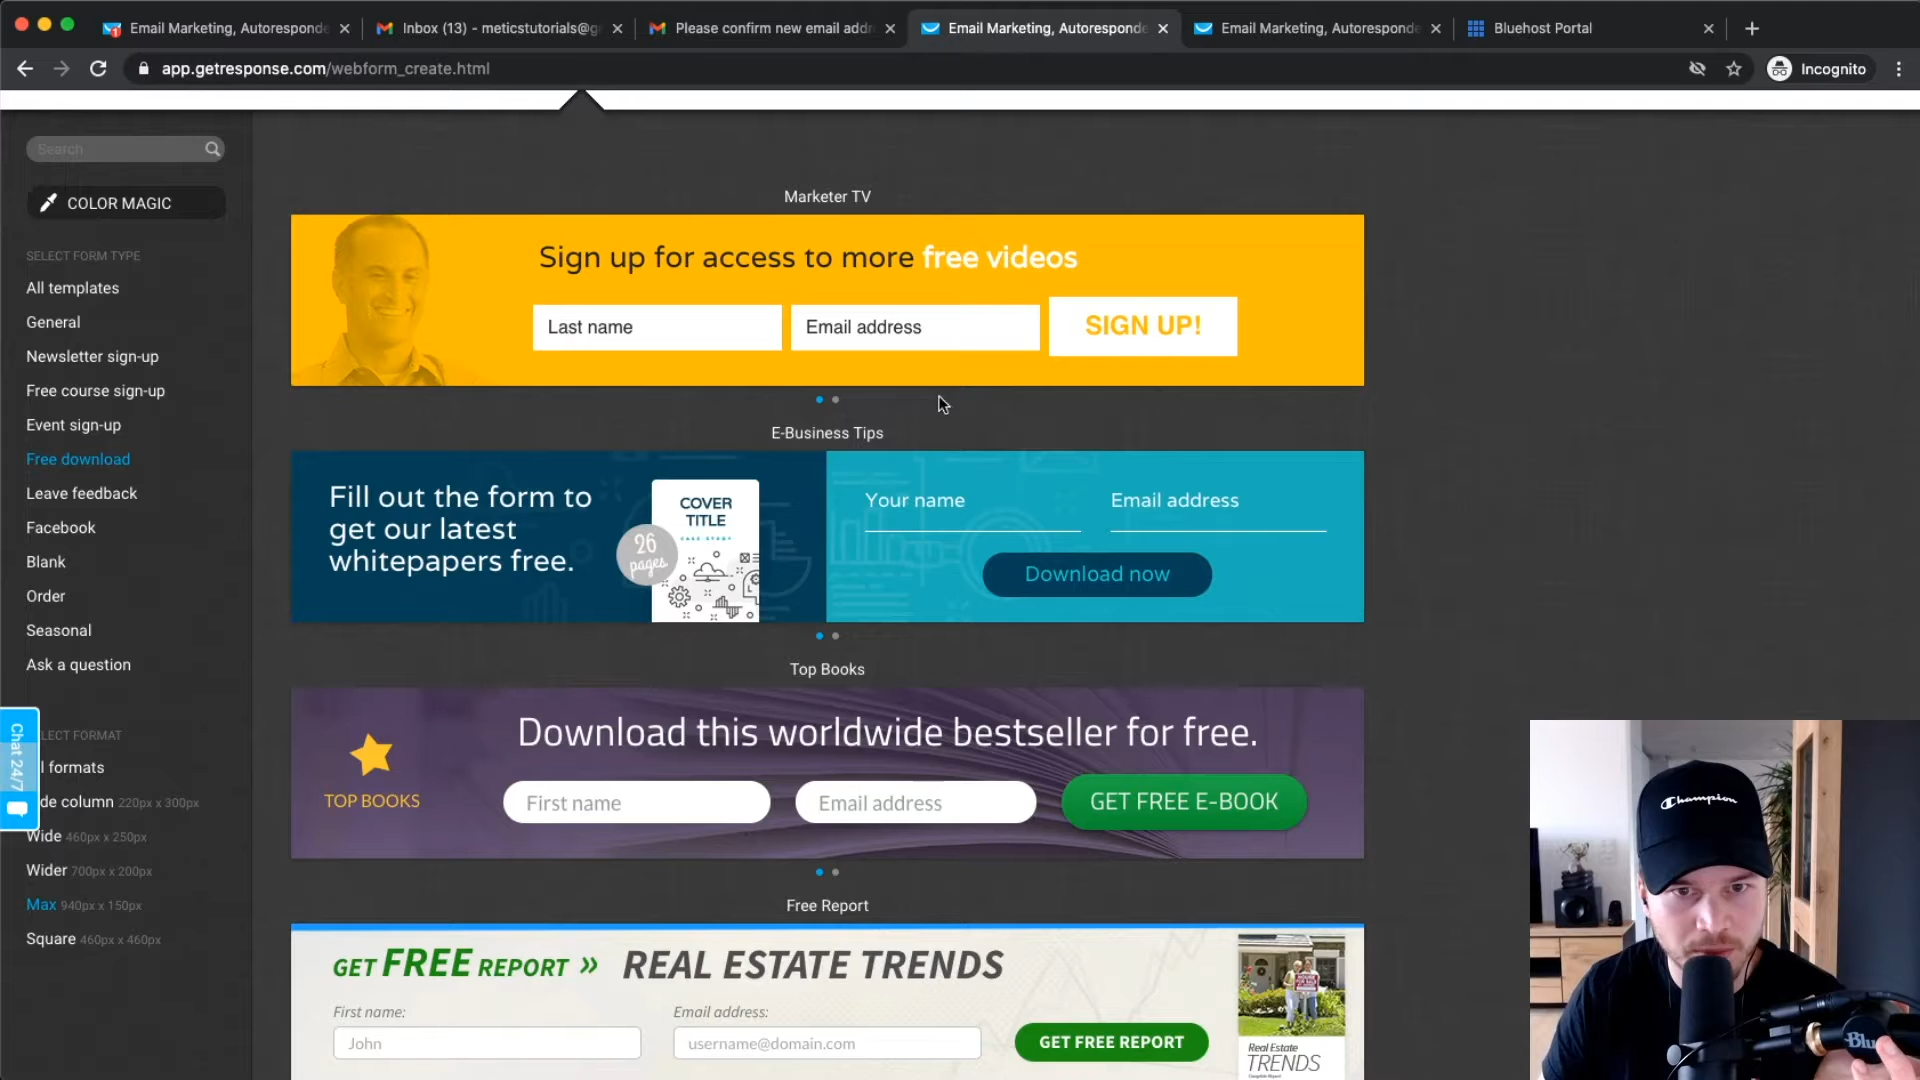 Email Marketing, Autoresponde
Inbox (13) - meticstutorials@g
Please confirm new email addr
Email Marketing, Autoresponde
Email Marketing, Autoresponde
Bluehost Portal
app.getresponse.com/webform_create.html
Incognito
Search
COLOR MAGIC
SELECT FORM TYPE
All templates
General
Newsletter sign-up
Free course sign-up
Event sign-up
Free download
Leave feedback
Facebook
Blank
Order
Seasonal
Ask a question
LECT FORMAT
l formats
de column 220px x 300px
Wide 460px x 250px
Wider 700px x 200px
Max 940px x 150px
Square 460px x 460px
Chat 24/7
Marketer TV
Sign up for access to more free videos
Last name
Email address
SIGN UP!
E-Business Tips
Fill out the form to
get our latest
whitepapers free.
COVER
TITLE
CASE STUDY
26
pages
Your name
Email address
Download now
Top Books
Download this worldwide bestseller for free.
TOP BOOKS
First name
Email address
GET FREE E-BOOK
Free Report
GET FREE REPORT »
REAL ESTATE TRENDS
First name:
Email address:
John
username@domain.com
GET FREE REPORT
Real Estate
TRENDS
Champion
Blu